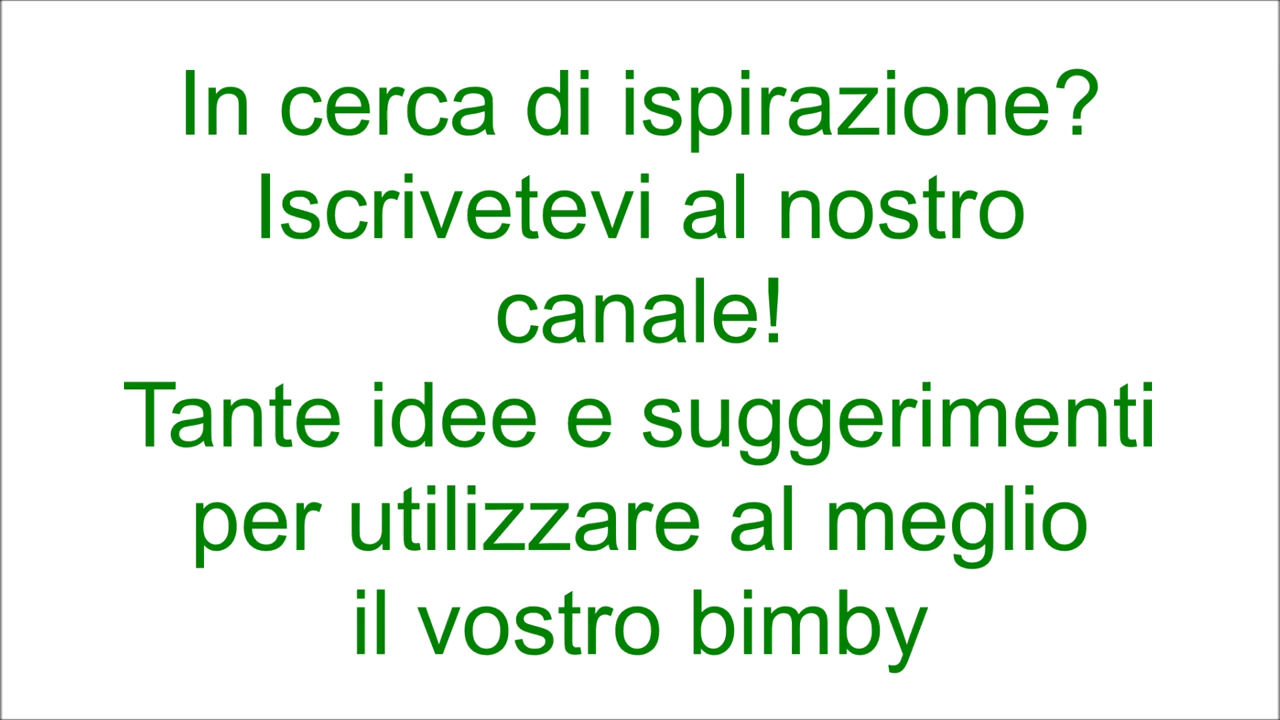 In cerca di ispirazione?
Iscrivetevi al nostro
canale!
Tante idee e suggerimenti
per utilizzare al meglio
il vostro bimby